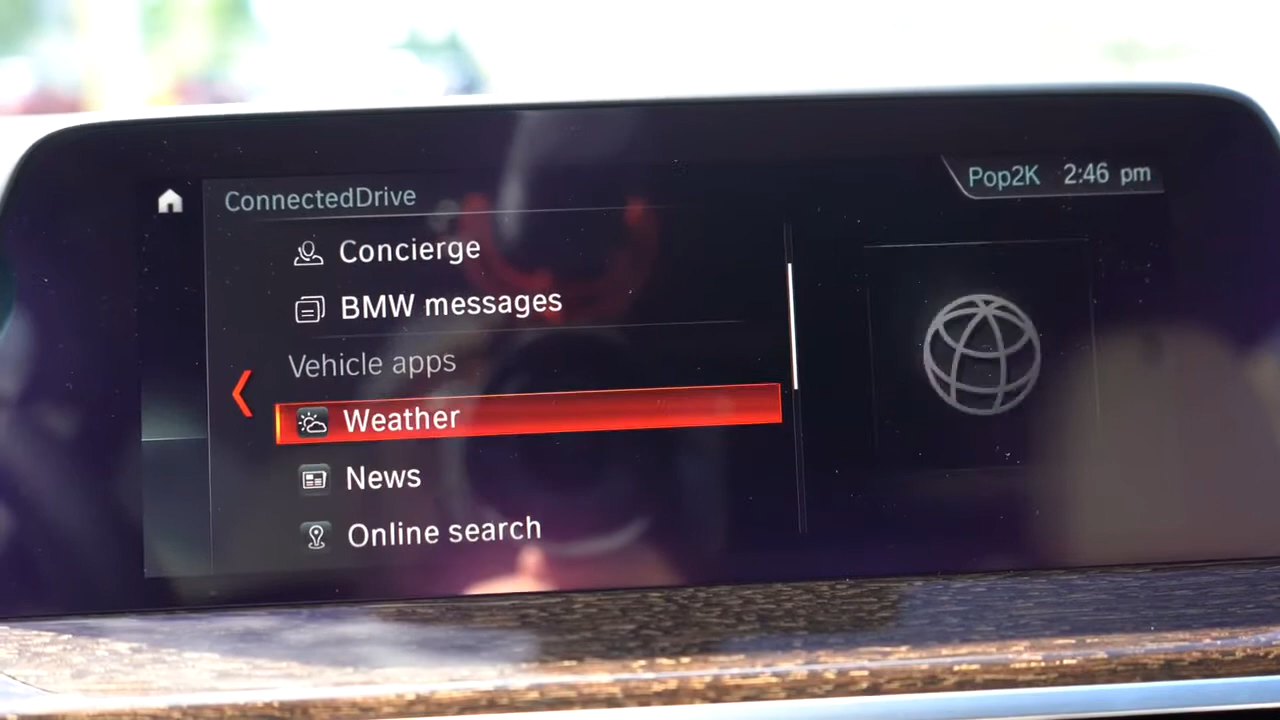 ConnectedDrive
Pop2K 2:46 pm
Concierge
BMW messages
Vehicle apps
Weather
News
Online search